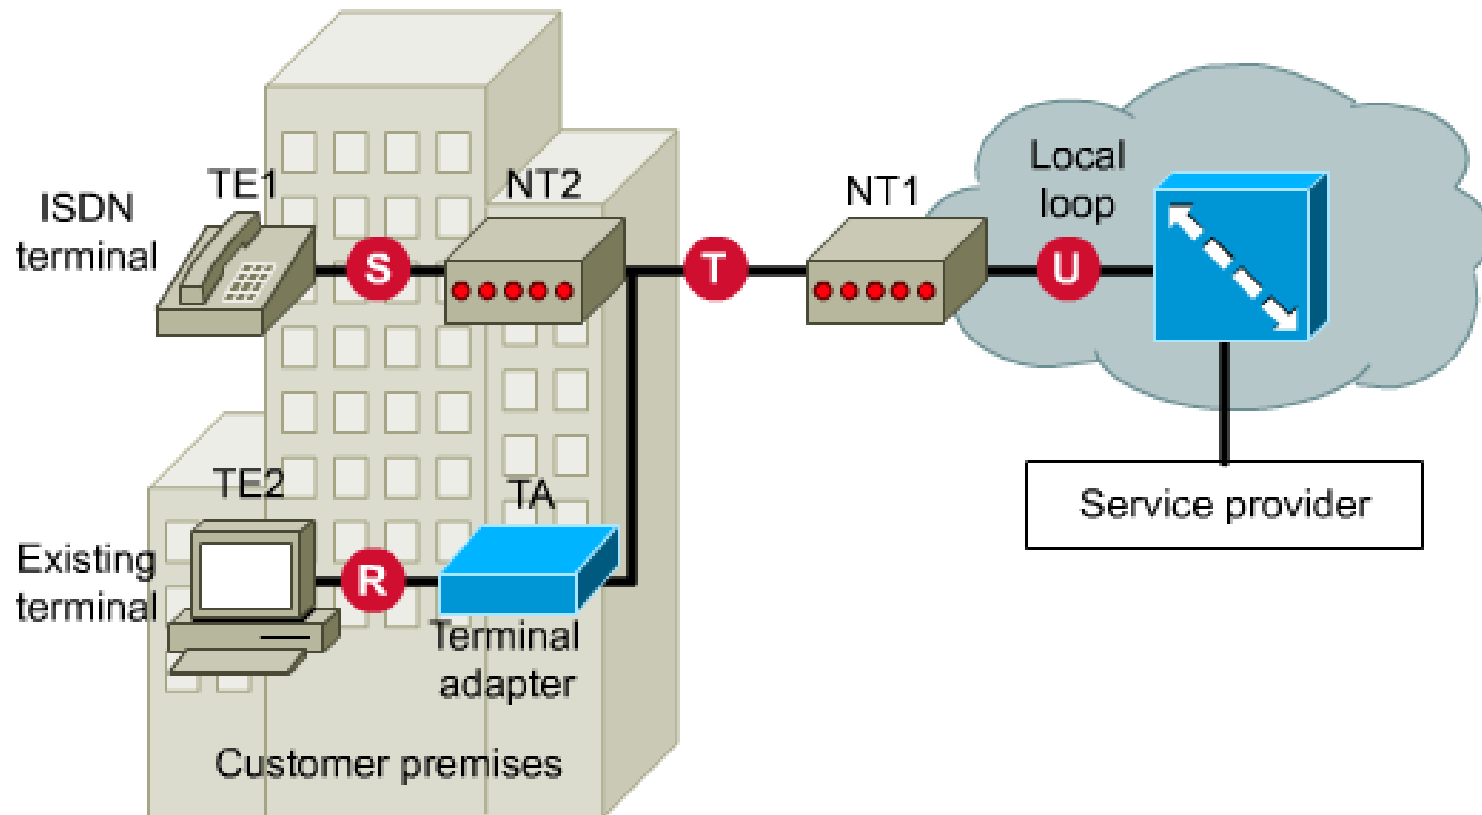 TE1
NT2
NT1
Local
loop
ISDN
terminal
S
T
U
TE2
TA
Service provider
Existing
terminal
R
Terminal
adapter
Customer premises